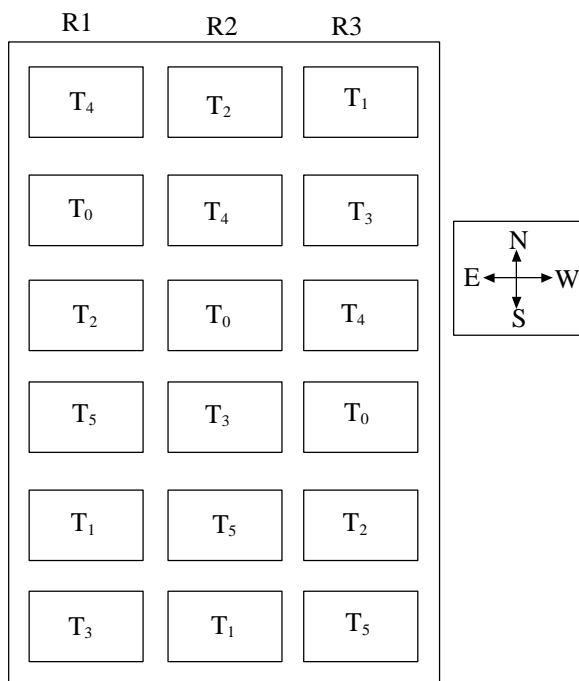 R1 R2 R3
T₄ T₂ T₁
T₀ T₄ T₃
N
E W
S
T₂ T₀ T₄
T₅ T₃ T₀
T₁ T₅ T₂
T₃ T₁ T₅